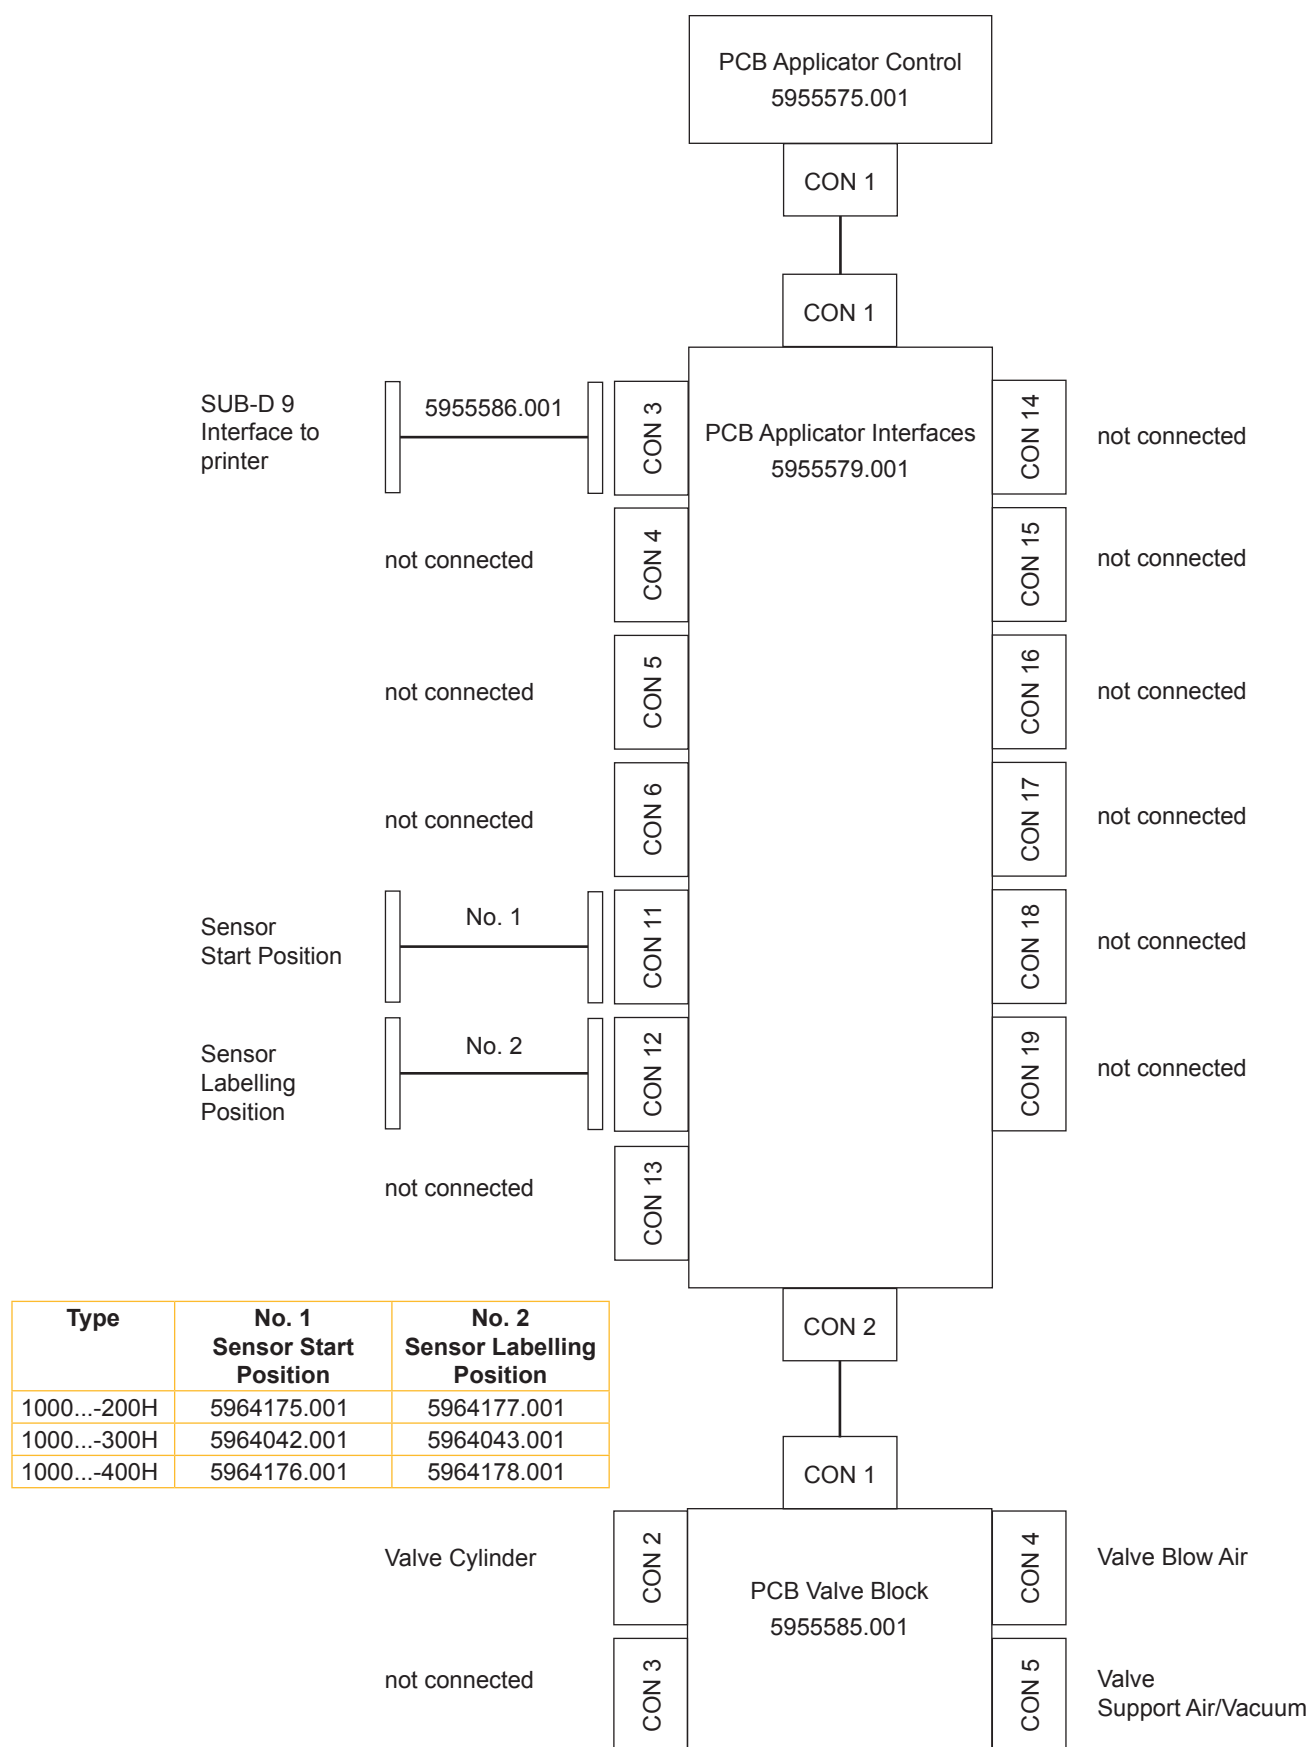 PCB Applicator Control
5955575.001
CON 1
CON 1
SUB-D 9
Interface to
printer
5955586.001
CON 3
PCB Applicator Interfaces
5955579.001
CON 14
not connected
not connected
CON 4
CON 15
not connected
not connected
CON 5
CON 16
not connected
not connected
CON 6
CON 17
not connected
Sensor
Start Position
No. 1
CON 11
CON 18
not connected
Sensor
Labelling
Position
No. 2
CON 12
CON 19
not connected
not connected
CON 13
Type
No. 1
Sensor Start
Position
No. 2
Sensor Labelling
Position
1000...-200H 5964175.001 5964177.001
1000...-300H 5964042.001 5964043.001
1000...-400H 5964176.001 5964178.001
CON 2
CON 1
Valve Cylinder
CON 2
PCB Valve Block
5955585.001
CON 4
Valve Blow Air
not connected
CON 3
CON 5
Valve
Support Air/Vacuum